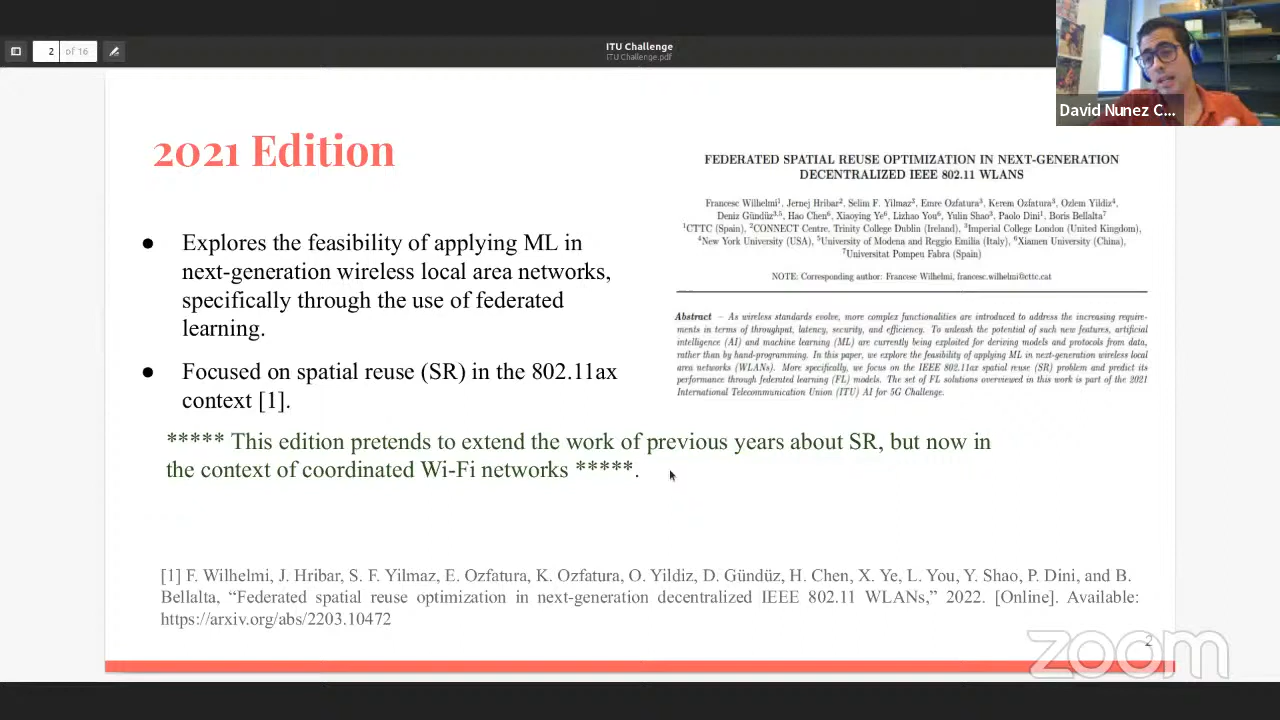 2 of 16
ITU Challenge
ITU Challenge.pdf
David Nunez C...
2021 Edition
● Explores the feasibility of applying ML in
next-generation wireless local area networks,
specifically through the use of federated
learning.
● Focused on spatial reuse (SR) in the 802.11ax
context [1].
FEDERATED SPATIAL REUSE OPTIMIZATION IN NEXT-GENERATION
DECENTRALIZED IEEE 802.11 WLANS
Francesc Wilhelmi¹, Jernej Hribar², Selim F. Yilmaz³, Emre Ozfatura³, Kerem Ozfatura³, Ozlem Yildiz⁴,
Deniz Gündüz³,⁵, Hao Chen⁶, Xiaoying Ye⁶, Lizhao You⁶, Yulin Shao³, Paolo Dini¹, Boris Bellalta⁷
¹CTTC (Spain), ²CONNECT Centre, Trinity College Dublin (Ireland), ³Imperial College London (United Kingdom),
⁴New York University (USA), ⁵University of Modena and Reggio Emilia (Italy), ⁶Xiamen University (China),
⁷Universitat Pompeu Fabra (Spain)
NOTE: Corresponding author: Francesc Wilhelmi, francesc.wilhelmi@cttc.cat
Abstract – As wireless standards evolve, more complex functionalities are introduced to address the increasing require-
ments in terms of throughput, latency, security, and efficiency. To unleash the potential of such new features, artificial
intelligence (AI) and machine learning (ML) are currently being exploited for deriving models and protocols from data,
rather than by hand-programming. In this paper, we explore the feasibility of applying ML in next-generation wireless local
area networks (WLANs). More specifically, we focus on the IEEE 802.11ax spatial reuse (SR) problem and predict its
performance through federated learning (FL) models. The set of FL solutions overviewed in this work is part of the 2021
International Telecommunication Union (ITU) AI for 5G Challenge.
***** This edition pretends to extend the work of previous years about SR, but now in
the context of coordinated Wi-Fi networks *****.
[1] F. Wilhelmi, J. Hribar, S. F. Yilmaz, E. Ozfatura, K. Ozfatura, O. Yildiz, D. Gündüz, H. Chen, X. Ye, L. You, Y. Shao, P. Dini, and B.
Bellalta, “Federated spatial reuse optimization in next-generation decentralized IEEE 802.11 WLANs,” 2022. [Online]. Available:
https://arxiv.org/abs/2203.10472
2
zoom